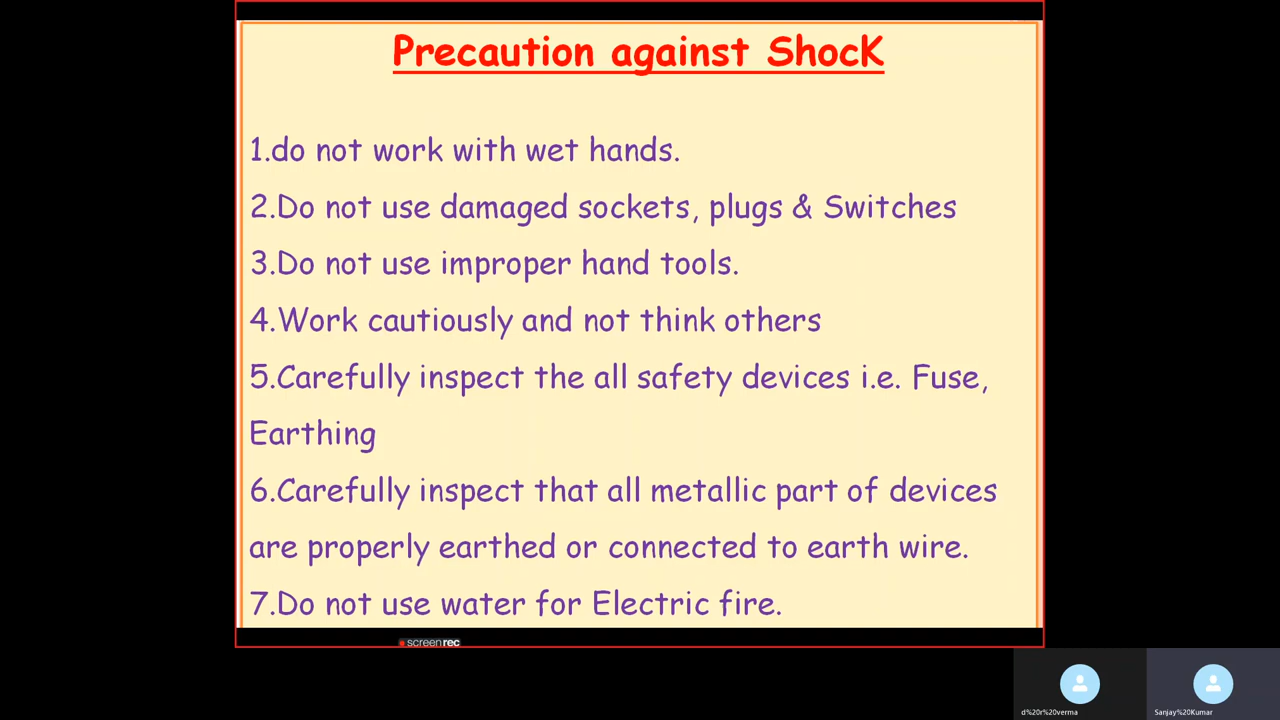 Precaution against ShocK
1.do not work with wet hands.
2.Do not use damaged sockets, plugs & Switches
3.Do not use improper hand tools.
4.Work cautiously and not think others
5.Carefully inspect the all safety devices i.e. Fuse,
Earthing
6.Carefully inspect that all metallic part of devices
are properly earthed or connected to earth wire.
7.Do not use water for Electric fire.
screenrec
d%20r%20verma
Sanjay%20Kumar